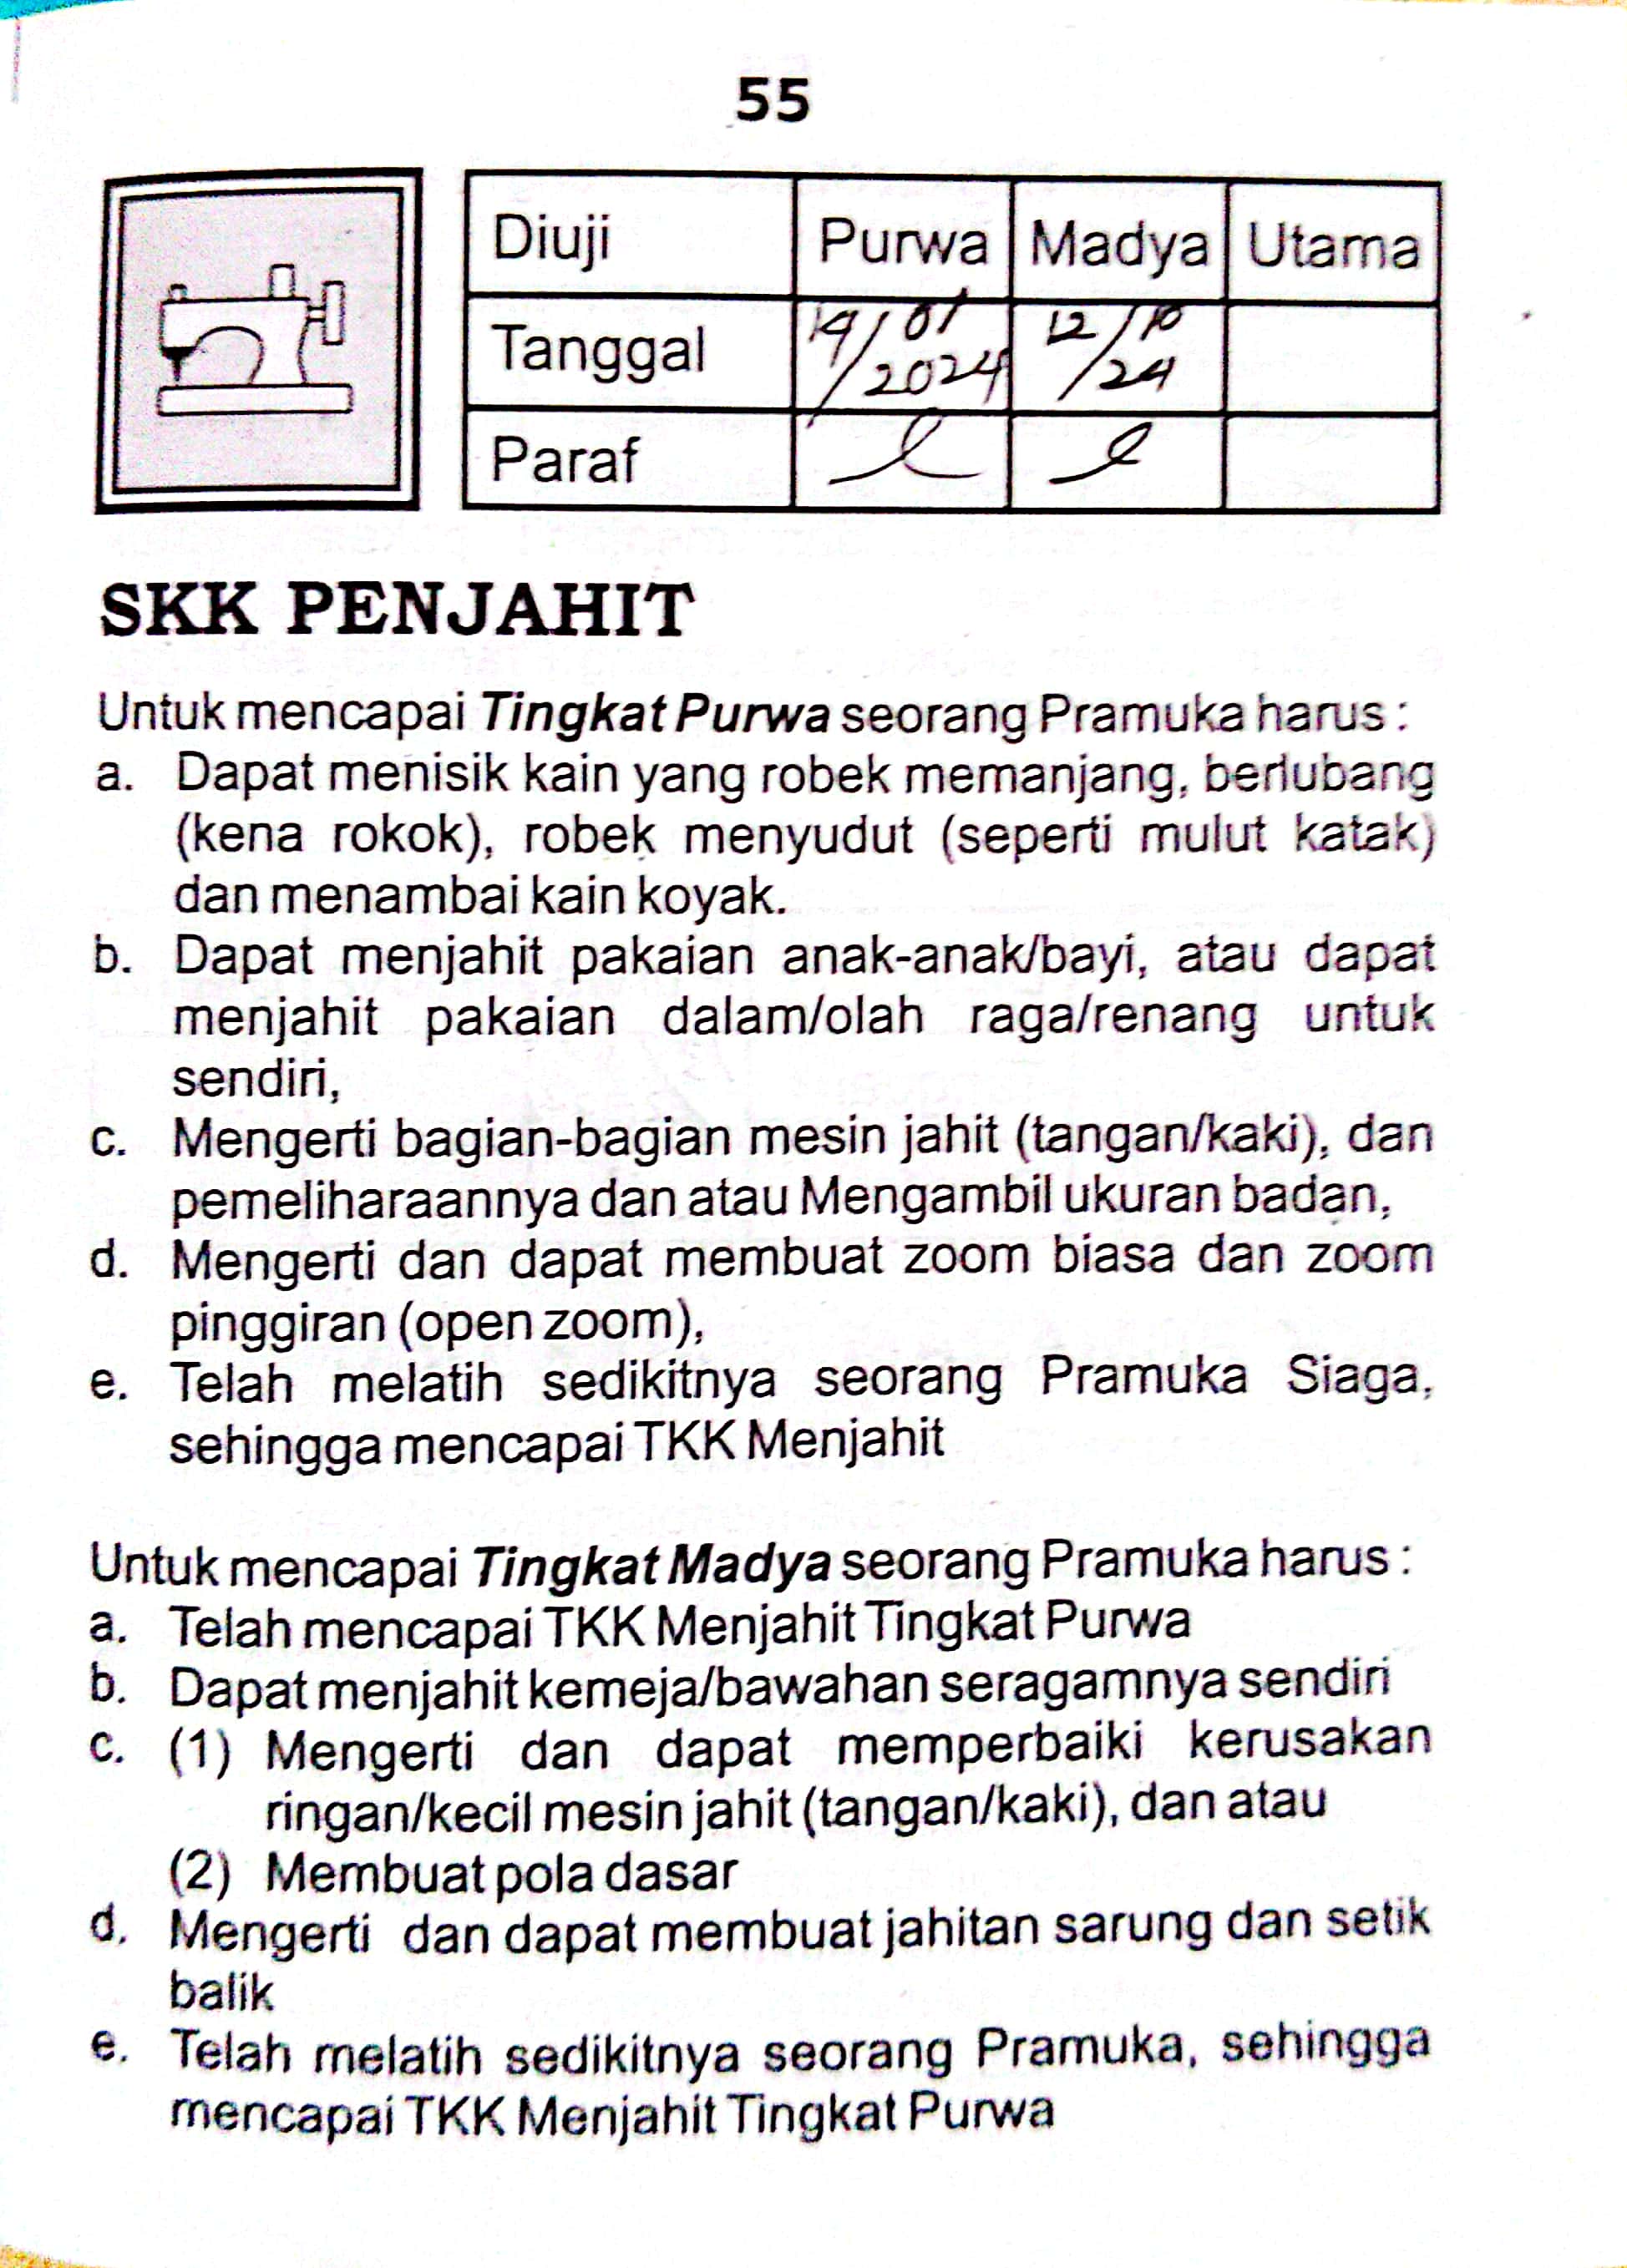 55
Diuji Purwa Madya Utama
Tanggal 14/01/2024 12/10/24
Paraf
SKK PENJAHIT
Untuk mencapai Tingkat Purwa seorang Pramuka harus :
a. Dapat menisik kain yang robek memanjang, berlubang
(kena rokok), robek menyudut (seperti mulut katak)
dan menambai kain koyak.
b. Dapat menjahit pakaian anak-anak/bayi, atau dapat
menjahit pakaian dalam/olah raga/renang untuk
sendiri,
c. Mengerti bagian-bagian mesin jahit (tangan/kaki), dan
pemeliharaannya dan atau Mengambil ukuran badan,
d. Mengerti dan dapat membuat zoom biasa dan zoom
pinggiran (open zoom),
e. Telah melatih sedikitnya seorang Pramuka Siaga,
sehingga mencapai TKK Menjahit
Untuk mencapai Tingkat Madya seorang Pramuka harus :
a. Telah mencapai TKK Menjahit Tingkat Purwa
b. Dapat menjahit kemeja/bawahan seragamnya sendiri
c. (1) Mengerti dan dapat memperbaiki kerusakan
ringan/kecil mesin jahit (tangan/kaki), dan atau
(2) Membuat pola dasar
d. Mengerti dan dapat membuat jahitan sarung dan setik
balik
e. Telah melatih sedikitnya seorang Pramuka, sehingga
mencapai TKK Menjahit Tingkat Purwa